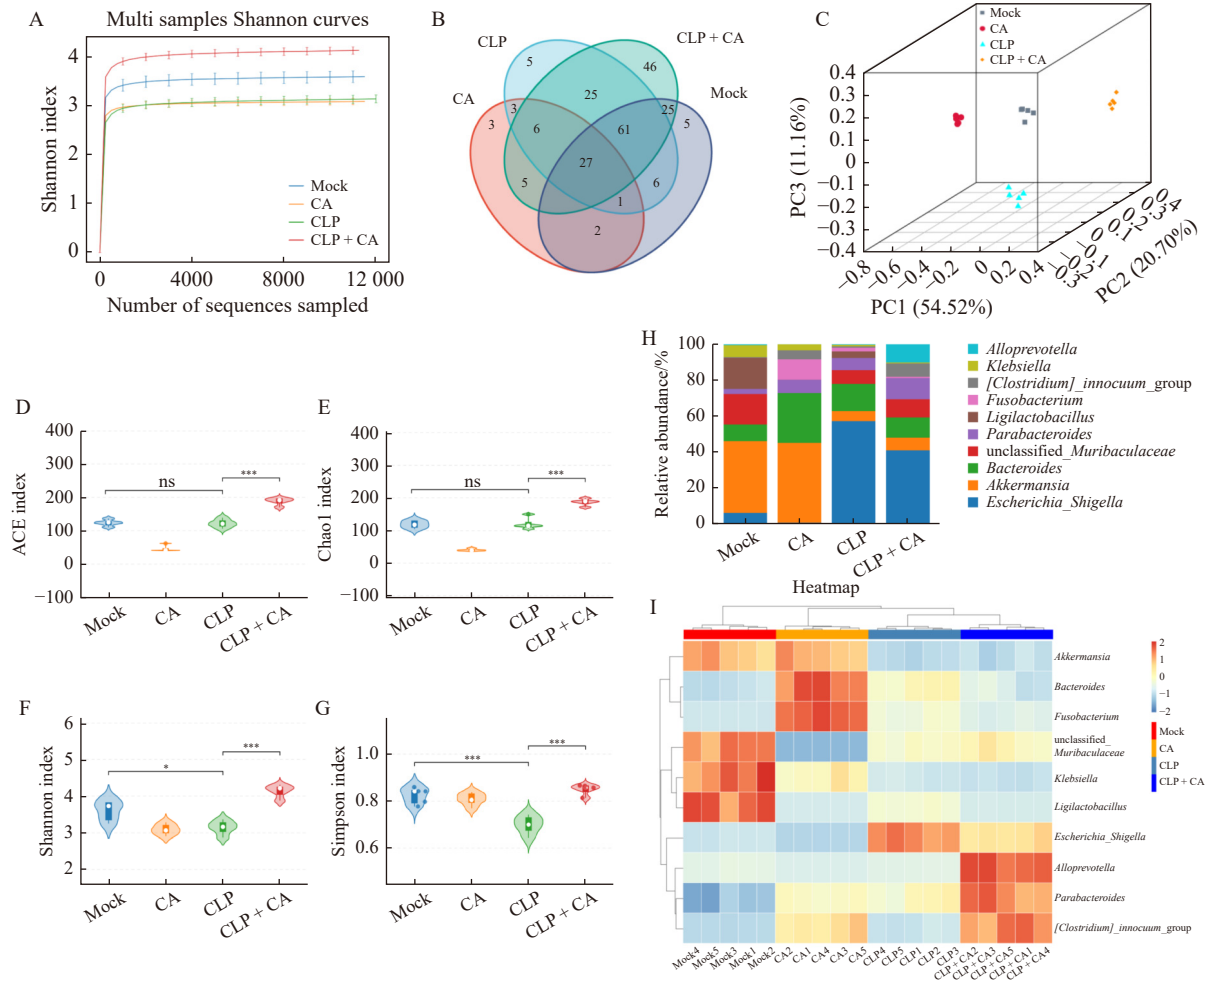 A
Multi samples Shannon curves
Shannon index
4
3
2
1
0
Mock
CA
CLP
CLP + CA
0
4000
8000
12 000
Number of sequences sampled
B
CLP
CLP + CA
CA
Mock
5
46
25
3
25
3
6
61
5
27
5
6
1
2
C
Mock
CA
CLP
CLP + CA
PC3 (11.16%)
0.4
0.3
0.2
0.1
0
−0.1
−0.2
−0.3
−0.4
−0.8
−0.6
−0.4
−0.2
0
0.2
0.4
PC1 (54.52%)
PC2 (20.70%)
D
ACE index
400
300
200
100
0
−100
ns
***
Mock
CA
CLP
CLP + CA
E
Chao1 index
400
300
200
100
0
−100
ns
***
Mock
CA
CLP
CLP + CA
H
Relative abundance/%
100
80
60
40
20
0
Mock
CA
CLP
CLP + CA
Alloprevotella
Klebsiella
[Clostridium]_innocuum_group
Fusobacterium
Ligilactobacillus
Parabacteroides
unclassified_Muribaculaceae
Bacteroides
Akkermansia
Escherichia_Shigella
F
Shannon index
6
5
4
3
2
*
***
Mock
CA
CLP
CLP + CA
G
Simpson index
1.0
0.8
0.6
***
***
Mock
CA
CLP
CLP + CA
I
Heatmap
Akkermansia
Bacteroides
Fusobacterium
unclassified_
Muribaculaceae
Klebsiella
Ligilactobacillus
Escherichia_Shigella
Alloprevotella
Parabacteroides
[Clostridium]_innocuum_group
2
1
0
−1
−2
Mock
CA
CLP
CLP + CA
Mock4
Mock5
Mock3
Mock1
Mock2
CA2
CA1
CA4
CA3
CA5
CLP4
CLP5
CLP1
CLP2
CLP3
CLP + CA2
CLP + CA3
CLP + CA5
CLP + CA1
CLP + CA4